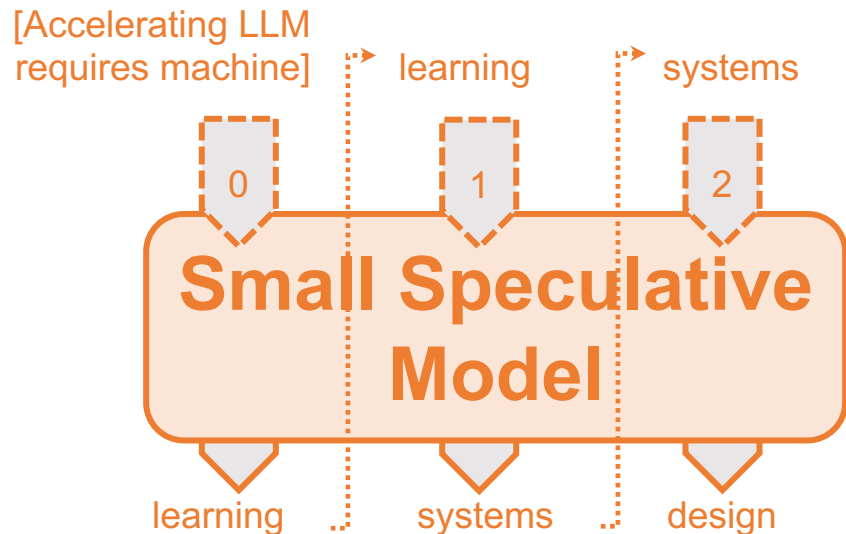 [Accelerating LLM
requires machine]
learning
systems
0
1
2
Small Speculative
Model
learning
systems
design